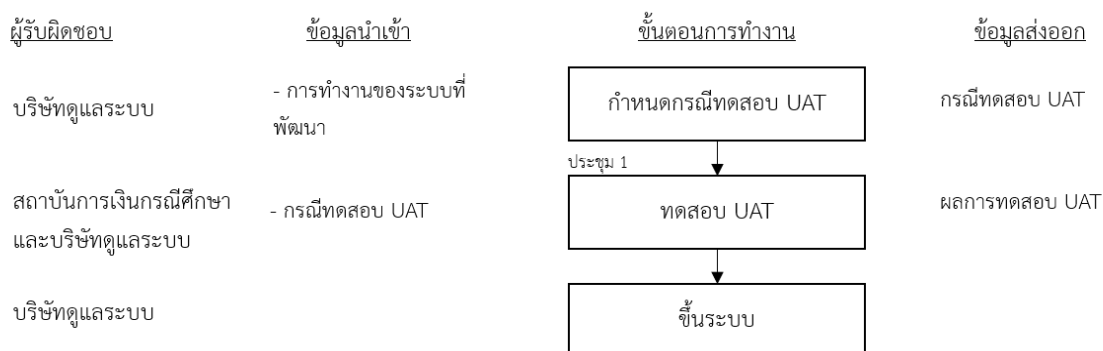 ผู้รับผิดชอบ ข้อมูลนำเข้า ขั้นตอนการทำงาน ข้อมูลส่งออก
บริษัทดูแลระบบ
- การทำงานของระบบที่
พัฒนา
กำหนดกรณีทดสอบ UAT
กรณีทดสอบ UAT
ประชุม 1
สถาบันการเงินกรณีศึกษา
และบริษัทดูแลระบบ
- กรณีทดสอบ UAT
ทดสอบ UAT
ผลการทดสอบ UAT
บริษัทดูแลระบบ
ขึ้นระบบ